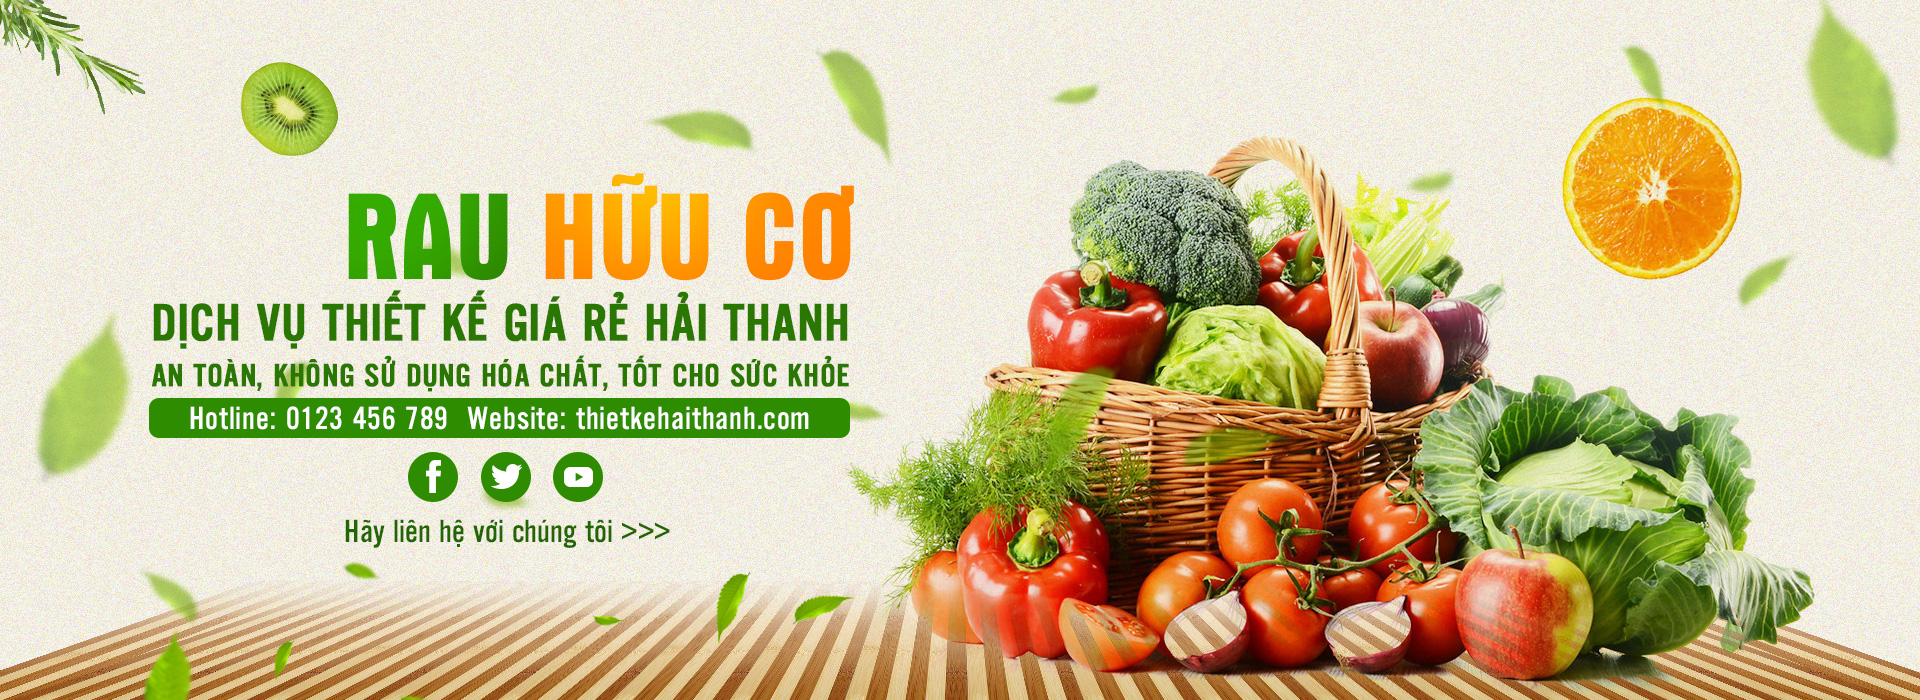 RAU HỮU CƠ
DỊCH VỤ THIẾT KẾ GIÁ RẺ HẢI THANH
AN TOÀN, KHÔNG SỬ DỤNG HÓA CHẤT, TỐT CHO SỨC KHỎE
Hotline: 0123 456 789 Website: thietkehaithanh.com
Hãy liên hệ với chúng tôi >>>